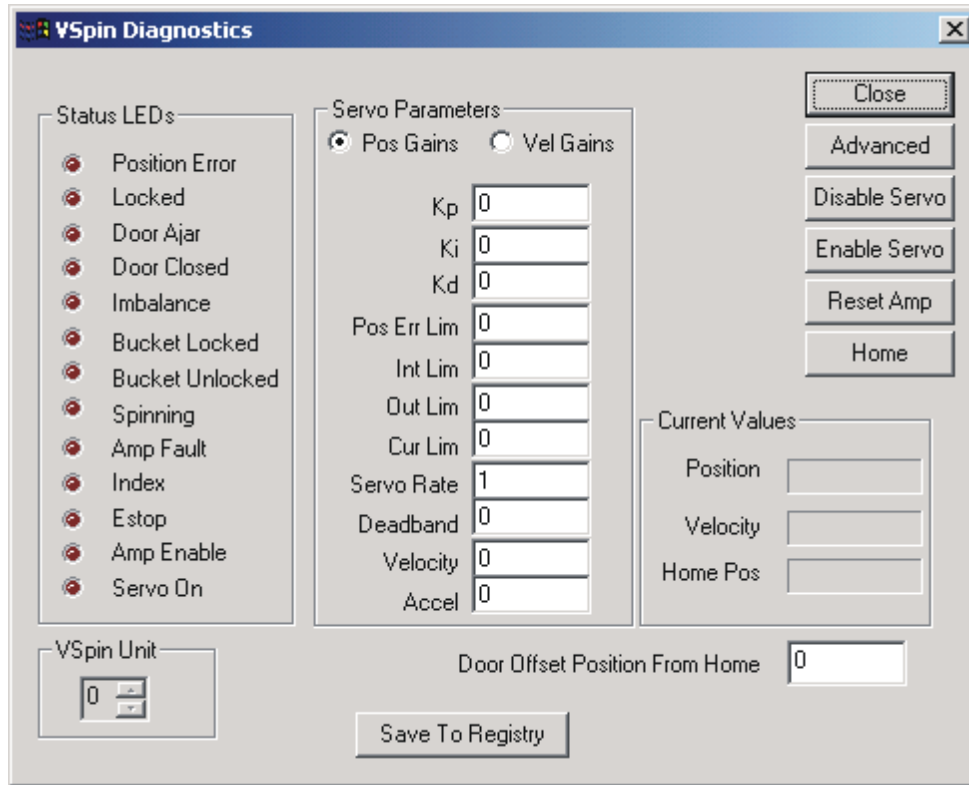 VSpin Diagnostics
Status LEDs
Position Error
Locked
Door Ajar
Door Closed
Imbalance
Bucket Locked
Bucket Unlocked
Spinning
Amp Fault
Index
Estop
Amp Enable
Servo On
Servo Parameters
Pos Gains Vel Gains
Kp 0
Ki 0
Kd 0
Pos Err Lim 0
Int Lim 0
Out Lim 0
Cur Lim 0
Servo Rate 1
Deadband 0
Velocity 0
Accel 0
Close
Advanced
Disable Servo
Enable Servo
Reset Amp
Home
Current Values
Position
Velocity
Home Pos
VSpin Unit
0
Door Offset Position From Home 0
Save To Registry